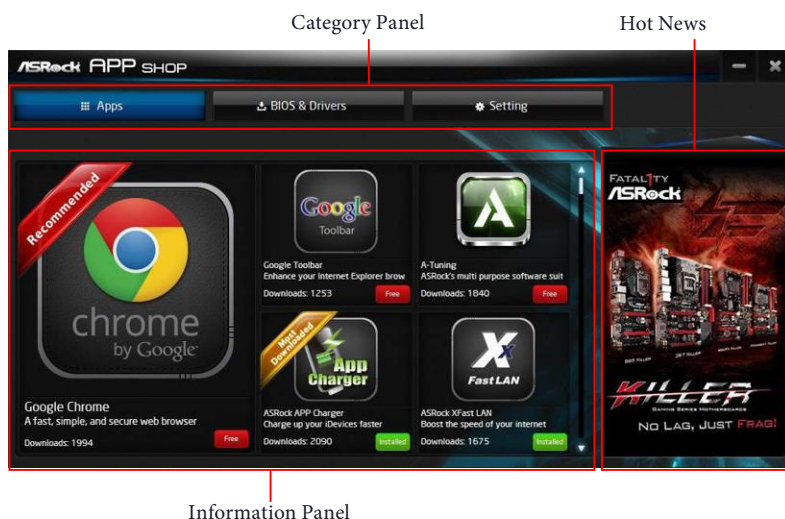 Category Panel
Hot News
ASRock APP SHOP
Apps
BIOS & Drivers
Setting
Recommended
chrome
by Google
Google Chrome
A fast, simple, and secure web browser
Downloads: 1994
Free
Google
Toolbar
Google Toolbar
Enhance your Internet Explorer brow
Downloads: 1253
Free
A-Tuning
ASRock's multi purpose software suit
Downloads: 1840
Free
Most
Downloaded
App
Charger
ASRock APP Charger
Charge up your iDevices faster
Downloads: 2090
Installed
X
Fast LAN
ASRock XFast LAN
Boost the speed of your internet
Downloads: 1675
Installed
FATAL1TY
ASRock
KILLER
GAMING SERIES MOTHERBOARDS
NO LAG, JUST FRAG!
Information Panel